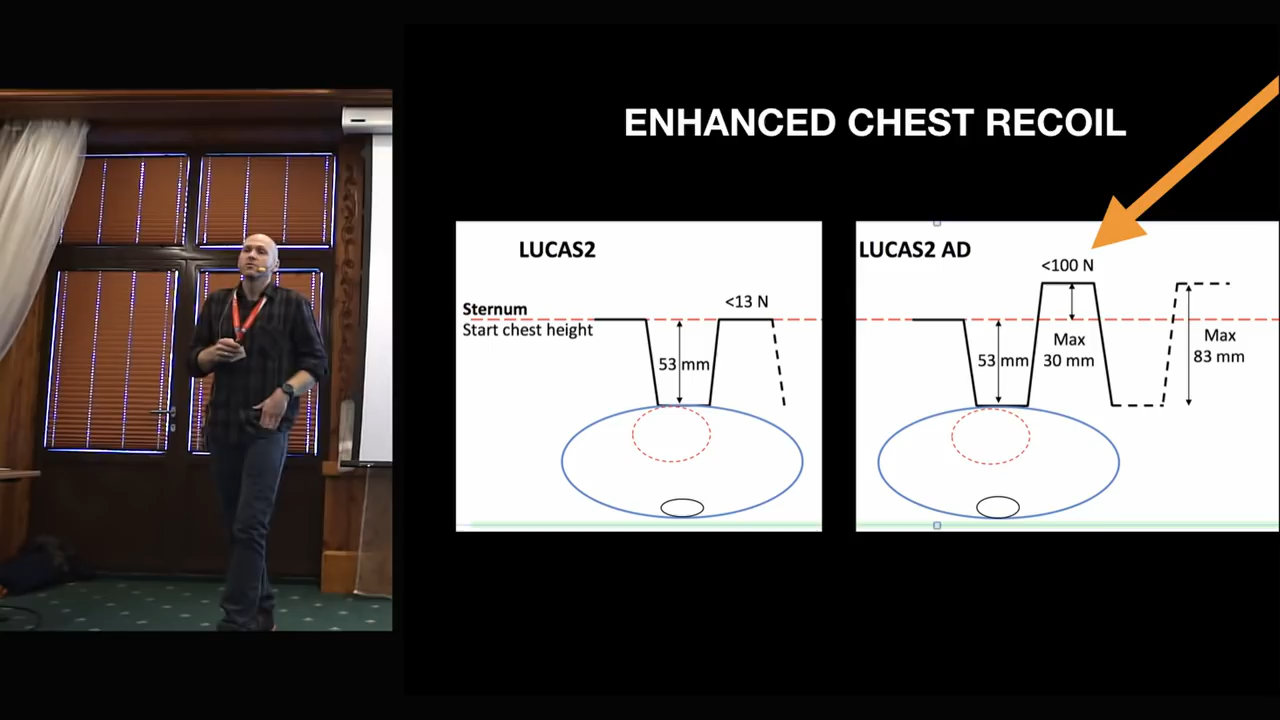 ENHANCED CHEST RECOIL
LUCAS2
<13 N
Sternum
Start chest height
53 mm
LUCAS2 AD
<100 N
53 mm
Max
30 mm
Max
83 mm